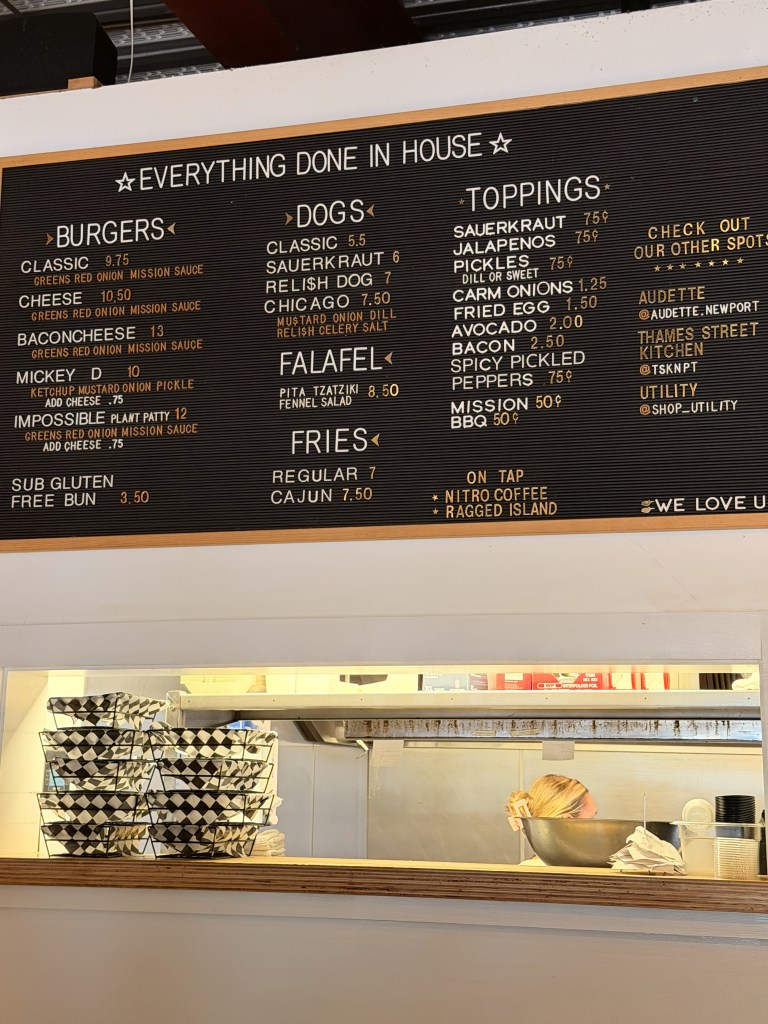 ☆EVERYTHING DONE IN HOUSE☆
BURGERS
CLASSIC 9.75
GREENS RED ONION MISSION SAUCE
CHEESE 10.50
GREENS RED ONION MISSION SAUCE
BACONCHEESE 13
GREENS RED ONION MISSION SAUCE
MICKEY D 10
KETCHUP MUSTARD ONION PICKLE
ADD CHEESE .75
IMPOSSIBLE PLANT PATTY 12
GREENS RED ONION MISSION SAUCE
ADD CHEESE .75
SUB GLUTEN
FREE BUN 3.50
DOGS
CLASSIC 5.5
SAUERKRAUT 6
RELI$H DOG 7
CHICAGO 7.50
MU$TARD ONION DILL
RELI$H CELERY SALT
FALAFEL
PITA TZATZIKI 8.50
FENNEL SALAD
FRIES
REGULAR 7
CAJUN 7.50
TOPPINGS
SAUERKRAUT 75¢
JALAPENOS 75¢
PICKLES 75¢
DILL OR SWEET
CARM ONIONS 1.25
FRIED EGG 1.50
AVOCADO 2.00
BACON 2.50
SPICY PICKLED
PEPPERS 75¢
MISSION 50¢
BBQ 50¢
ON TAP
★ NITRO COFFEE
★ RAGGED ISLAND
CHECK OUT
OUR OTHER SPOTS
★ ★ ★ ★ ★ ★ ★
AUDETTE
@AUDETTE.NEWPORT
THAMES STREET
KITCHEN
@TSKNPT
UTILITY
@SHOP_UTILITY
WE LOVE U